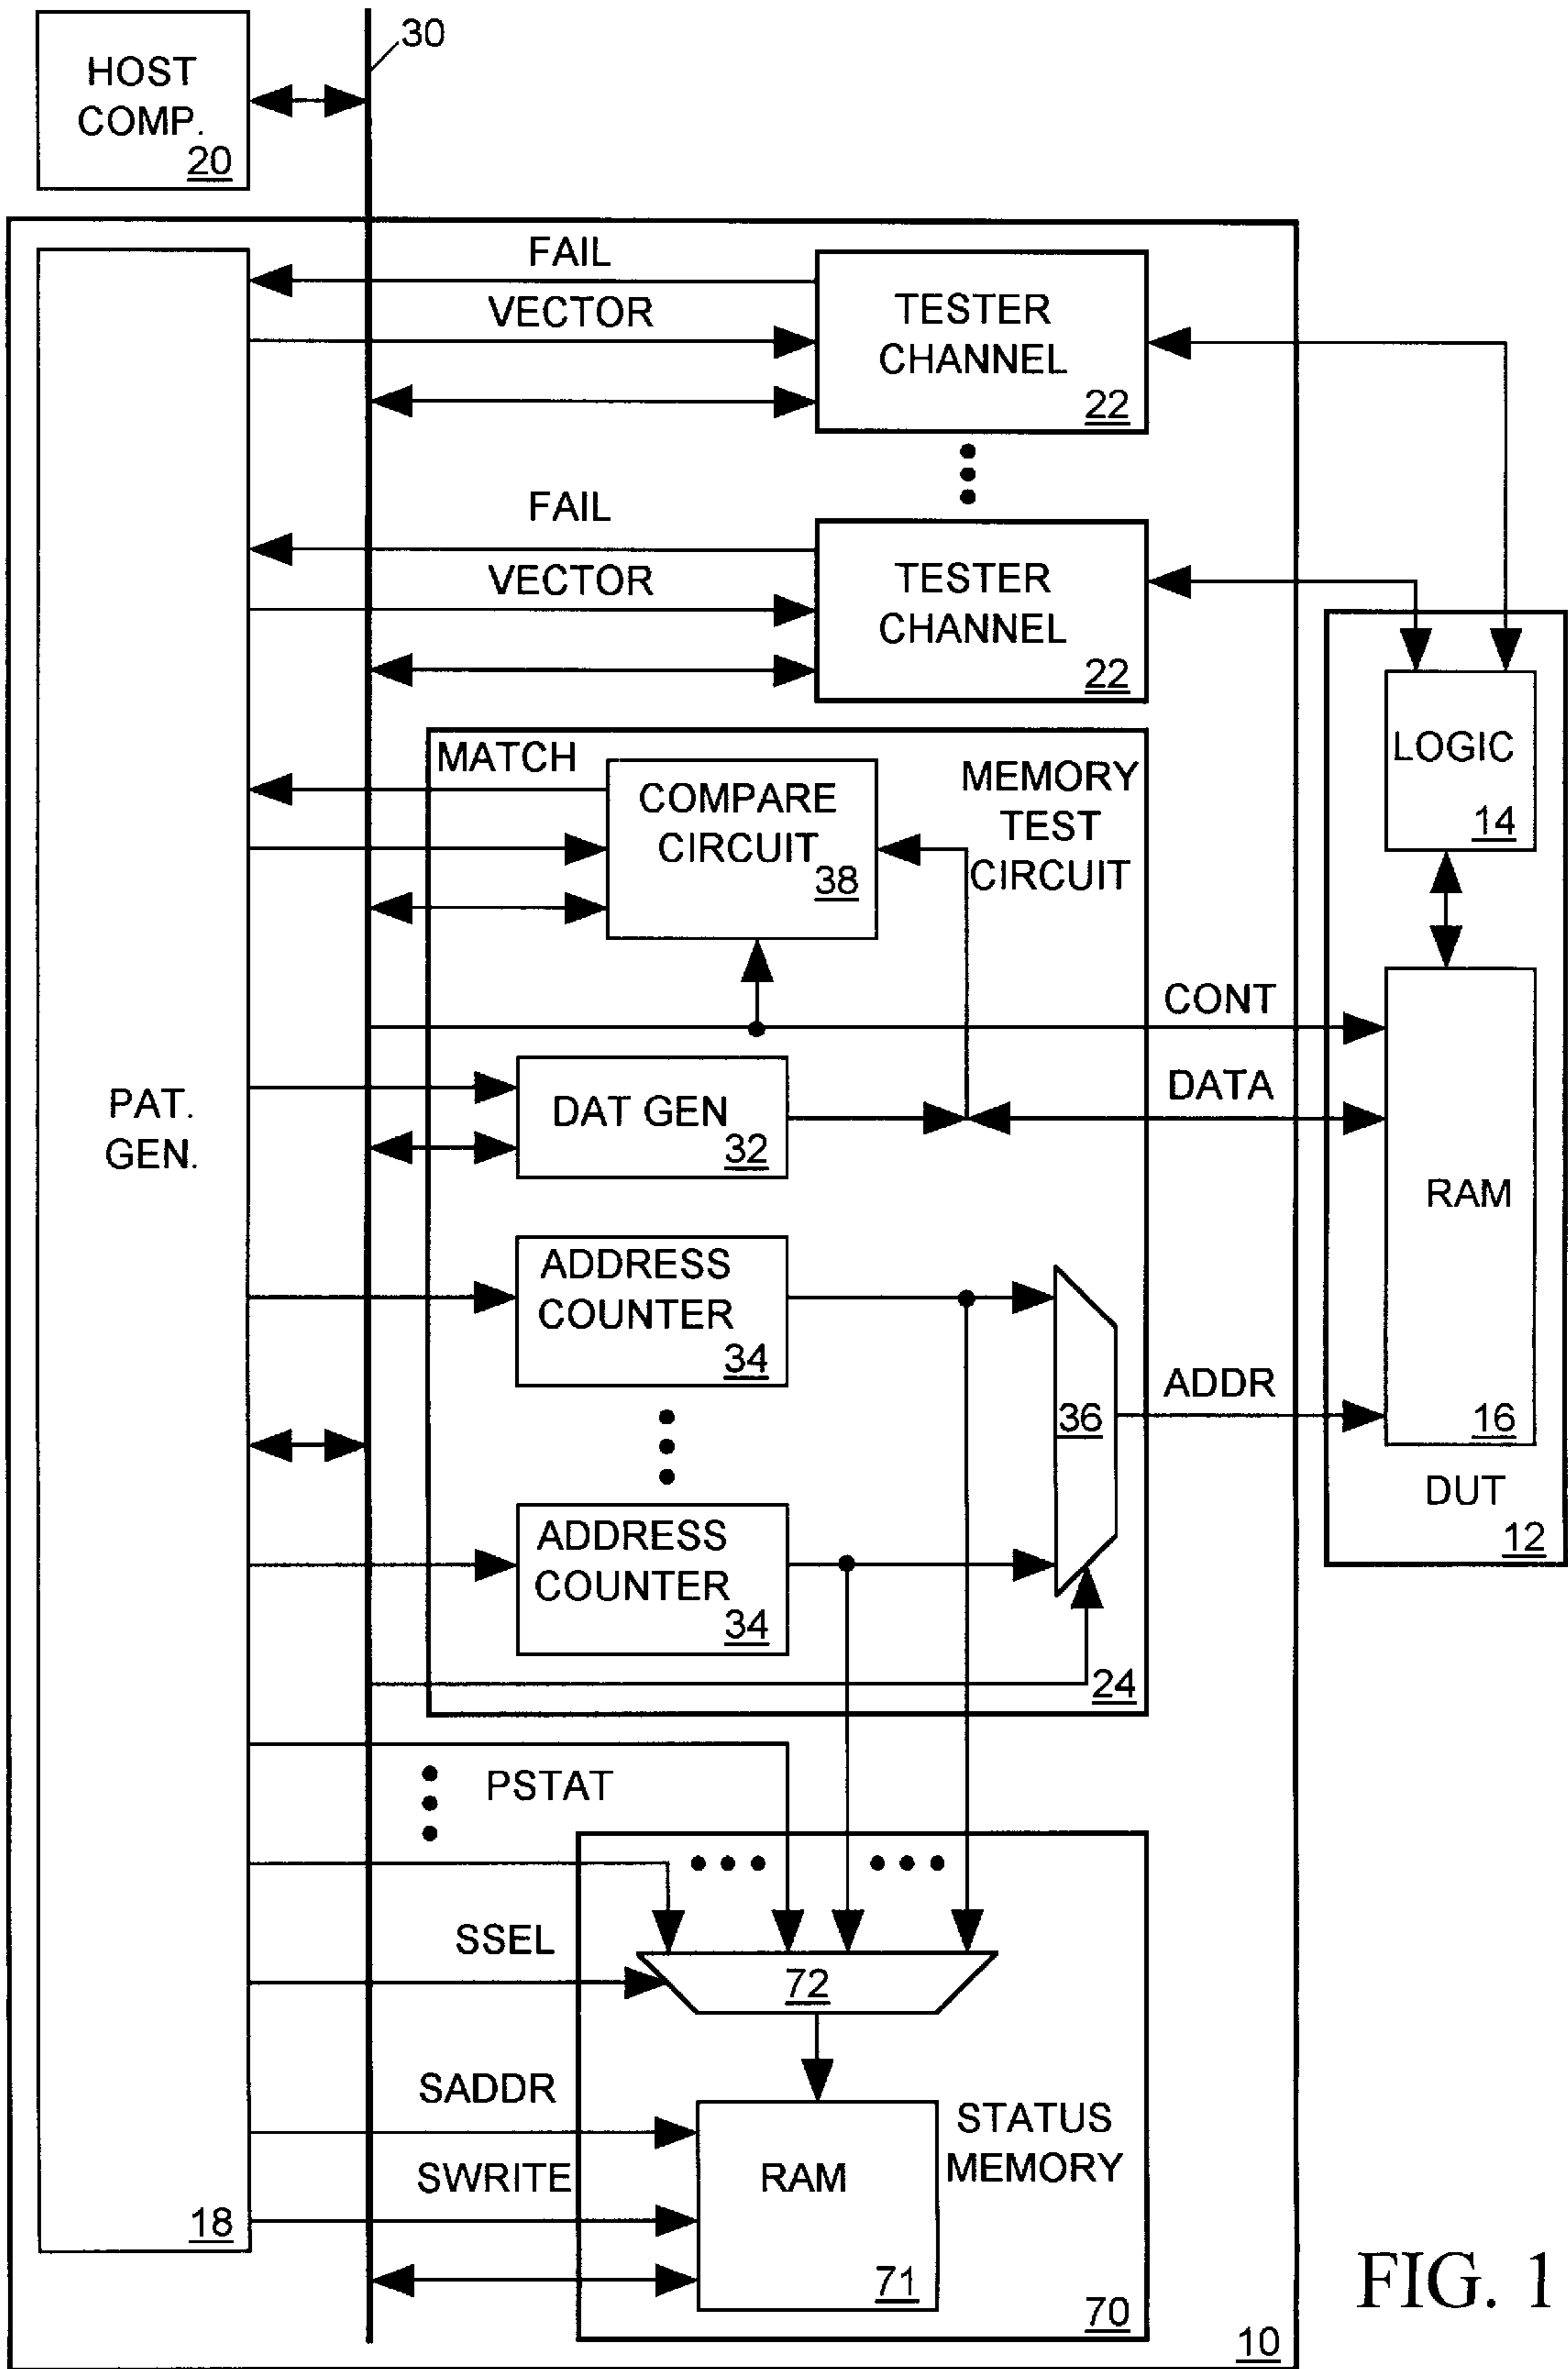 30
HOST
COMP.
20
FAIL
VECTOR
TESTER
CHANNEL
22
FAIL
VECTOR
TESTER
CHANNEL
22
LOGIC
14
MATCH
COMPARE
CIRCUIT
38
MEMORY
TEST
CIRCUIT
CONT
DATA
PAT.
GEN.
DAT GEN
32
RAM
16
ADDRESS
COUNTER
34
36
ADDR
DUT
12
ADDRESS
COUNTER
34
24
PSTAT
SSEL
72
SADDR
SWRITE
RAM
71
STATUS
MEMORY
18
70
10
FIG. 1